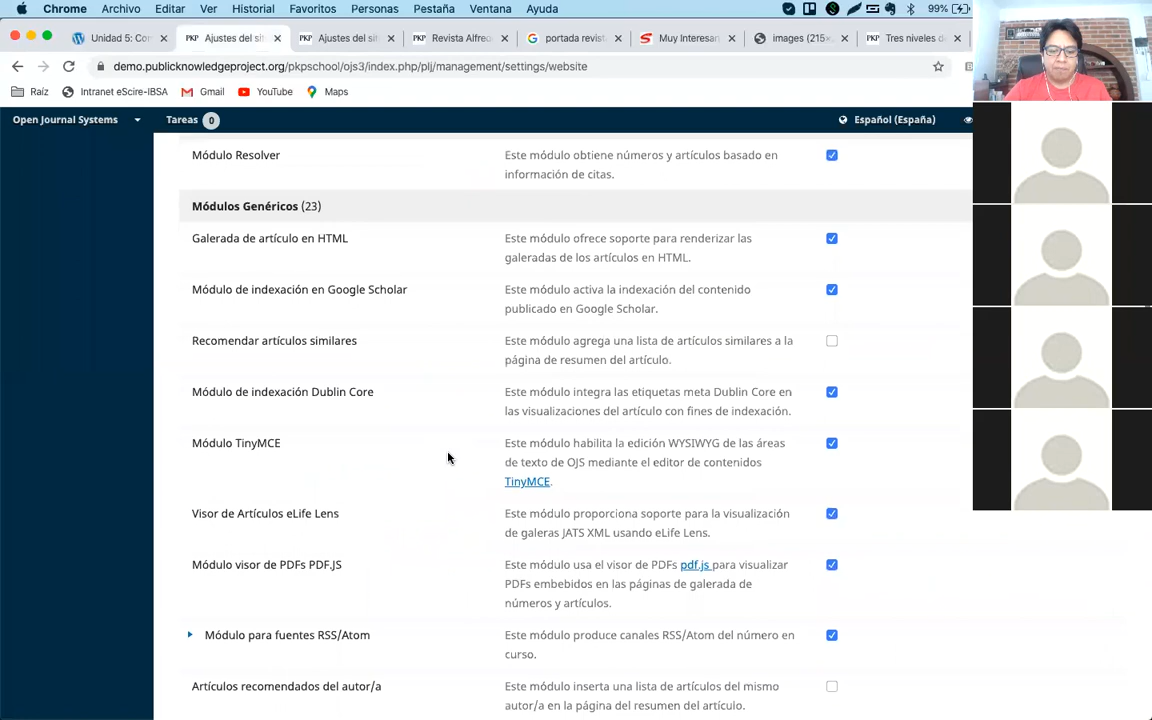 Chrome Archivo Editar Ver Historial Favoritos Personas Pestaña Ventana Ayuda 99%
Unidad 5: Co
PKP Ajustes del sit
PKP Ajustes del sit
PKP Revista Alfred
portada revist
Muy Interesan
images (215×
PKP Tres niveles de
demo.publicknowledgeproject.org/pkpschool/ojs3/index.php/plj/management/settings/website
Raíz Intranet eScire-IBSA Gmail YouTube Maps
Open Journal Systems Tareas 0 Español (España)
Módulo Resolver
Este módulo obtiene números y artículos basado en
información de citas.
Módulos Genéricos (23)
Galerada de artículo en HTML
Este módulo ofrece soporte para renderizar las
galeradas de los artículos en HTML.
Módulo de indexación en Google Scholar
Este módulo activa la indexación del contenido
publicado en Google Scholar.
Recomendar artículos similares
Este módulo agrega una lista de artículos similares a la
página de resumen del artículo.
Módulo de indexación Dublin Core
Este módulo integra las etiquetas meta Dublin Core en
las visualizaciones del artículo con fines de indexación.
Módulo TinyMCE
Este módulo habilita la edición WYSIWYG de las áreas
de texto de OJS mediante el editor de contenidos
TinyMCE.
Visor de Artículos eLife Lens
Este módulo proporciona soporte para la visualización
de galeras JATS XML usando eLife Lens.
Módulo visor de PDFs PDF.JS
Este módulo usa el visor de PDFs pdf.js para visualizar
PDFs embebidos en las páginas de galerada de
números y artículos.
Módulo para fuentes RSS/Atom
Este módulo produce canales RSS/Atom del número en
curso.
Artículos recomendados del autor/a
Este módulo inserta una lista de artículos del mismo
autor/a en la página del resumen del artículo.